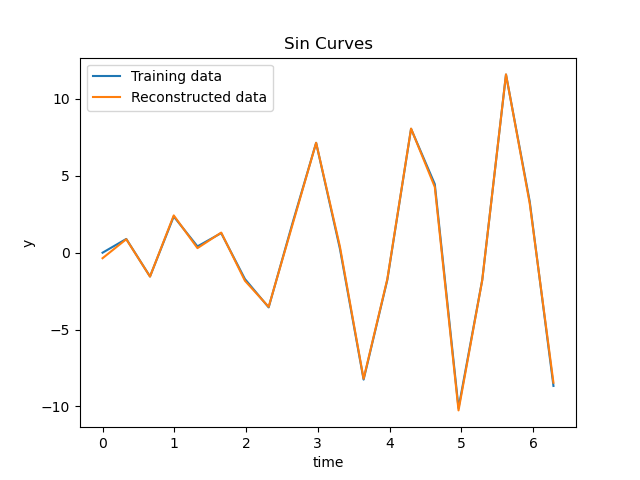 Sin Curves
Training data
Reconstructed data
10
5
0
−5
−10
y
0 1 2 3 4 5 6
time